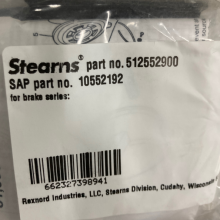 Stearns® part no. 512552900
SAP part no. 10552192
for brake series:
662327398941
Rexnord Industries, LLC, Stearns Division, Cudahy, Wisconsin